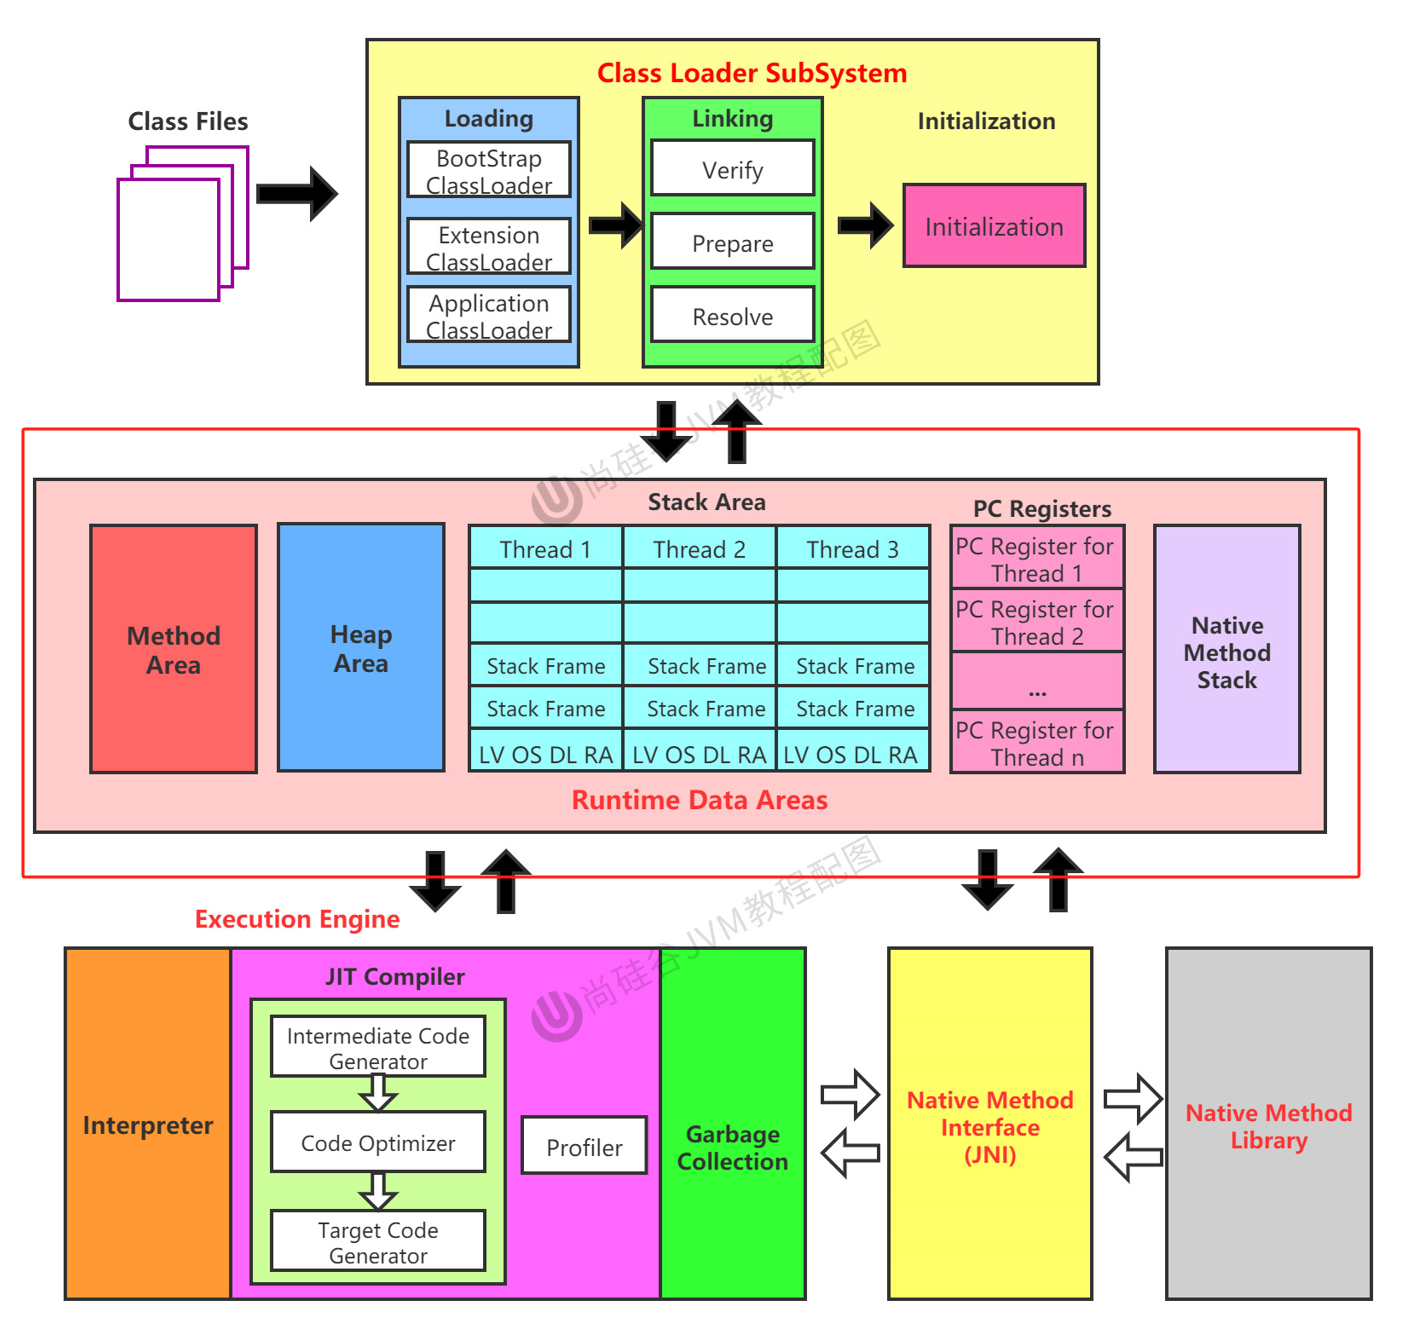 Class Loader SubSystem
Class Files
Loading
BootStrap
ClassLoader
Extension
ClassLoader
Application
ClassLoader
Linking
Verify
Prepare
Resolve
Initialization
Initialization
尚硅谷JVM教程配图
Stack Area
PC Registers
Method
Area
Heap
Area
Thread 1
Thread 2
Thread 3
Stack Frame
Stack Frame
Stack Frame
Stack Frame
Stack Frame
Stack Frame
LV OS DL RA
LV OS DL RA
LV OS DL RA
PC Register for
Thread 1
PC Register for
Thread 2
...
PC Register for
Thread n
Native
Method
Stack
Runtime Data Areas
尚硅谷JVM教程配图
Execution Engine
Interpreter
JIT Compiler
Intermediate Code
Generator
Code Optimizer
Target Code
Generator
Profiler
Garbage
Collection
Native Method
Interface
(JNI)
Native Method
Library